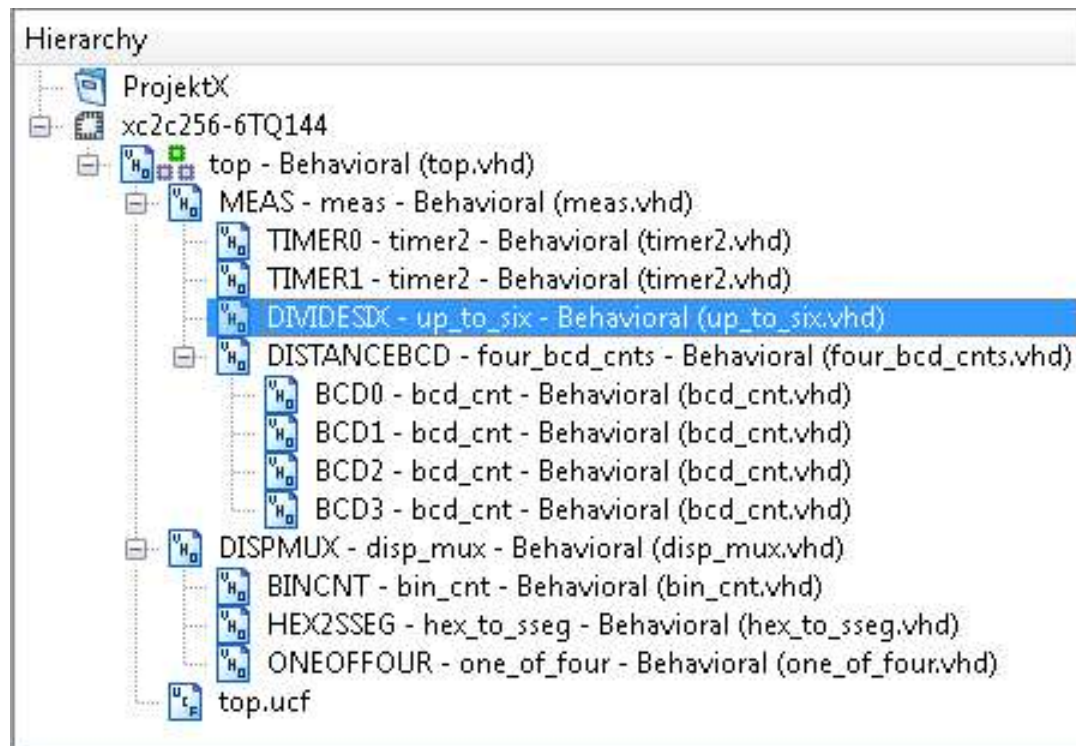 Hierarchy
ProjektX
xc2c256-6TQ144
top - Behavioral (top.vhd)
MEAS - meas - Behavioral (meas.vhd)
TIMER0 - timer2 - Behavioral (timer2.vhd)
TIMER1 - timer2 - Behavioral (timer2.vhd)
DIVIDESIX - up_to_six - Behavioral (up_to_six.vhd)
DISTANCEBCD - four_bcd_cnts - Behavioral (four_bcd_cnts.vhd)
BCD0 - bcd_cnt - Behavioral (bcd_cnt.vhd)
BCD1 - bcd_cnt - Behavioral (bcd_cnt.vhd)
BCD2 - bcd_cnt - Behavioral (bcd_cnt.vhd)
BCD3 - bcd_cnt - Behavioral (bcd_cnt.vhd)
DISPMUX - disp_mux - Behavioral (disp_mux.vhd)
BINCNT - bin_cnt - Behavioral (bin_cnt.vhd)
HEX2SSEG - hex_to_sseg - Behavioral (hex_to_sseg.vhd)
ONEOFFOUR - one_of_four - Behavioral (one_of_four.vhd)
top.ucf